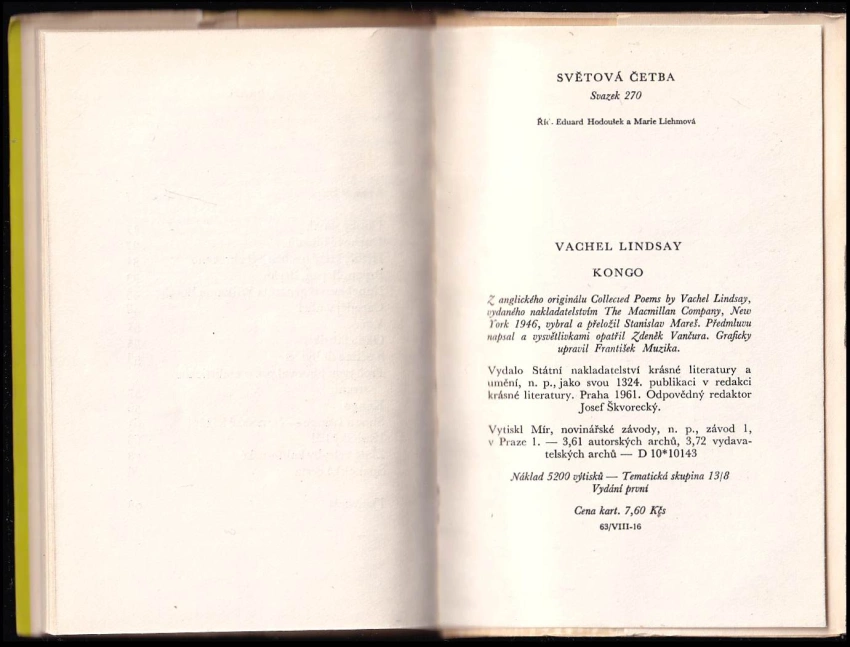 SVĚTOVÁ ČETBA
Svazek 270
Eduard Hodoušek a Marie Liehmová
VACHEL LINDSAY
KONGO
Z anglického originálu Collected Poems by Vachel Lindsay,
vydaného nakladatelstvím The Macmillan Company, New
York 1946, vybral a přeložil Stanislav Mareš. Předmluvu
napsal a vysvětlivkami opatřil Zdeněk Vančura. Graficky
upravil František Muzika.
Vydalo Státní nakladatelství krásné literatury a
umění, n. p., jako svou 1324. publikaci v redakci
krásné literatury. Praha 1961. Odpovědný redaktor
Josef Škvorecký.
Vytiskl Mír, novinářské závody, n. p., závod 1,
v Praze 1. — 3,61 autorských archů, 3,72 vydava-
telských archů — D 10*10143
Náklad 5200 výtisků — Tematická skupina 13/8
Vydání první
Cena kart. 7,60 Kčs
63/VIII-16